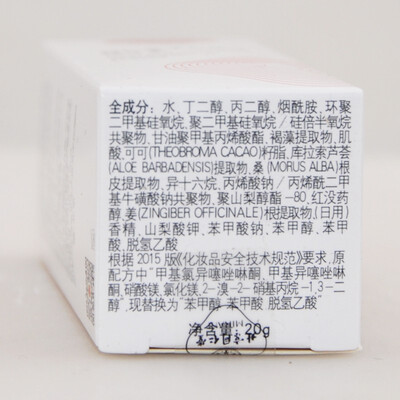 全成分：水、丁二醇、丙二醇、烟酰胺、环聚
二甲基硅氧烷、聚二甲基硅氧烷／硅倍半氧烷
共聚物、甘油聚甲基丙烯酸酯、褐藻提取物、肌
酸、可可(THEOBROMA CACAO)籽脂、库拉索芦荟
(ALOE BARBADENSIS)提取物、桑(MORUS ALBA)根
皮提取物、异十六烷、丙烯酸钠／丙烯酰二甲
基牛磺酸钠共聚物、聚山梨醇酯-80、红没药
醇、姜(ZINGIBER OFFICINALE)根提取物、(日用)
香精、山梨酸钾、苯甲酸钠、苯甲醇、苯甲
酸、脱氢乙酸
根据2015版《化妆品安全技术规范》要求，原
配方中“甲基氯异噻唑啉酮、甲基异噻唑啉
酮、硝酸镁、氯化镁、2-溴-2-硝基丙烷-1,3-二
醇”，现替换为“苯甲醇、苯甲酸、脱氢乙酸”
净含量：20g